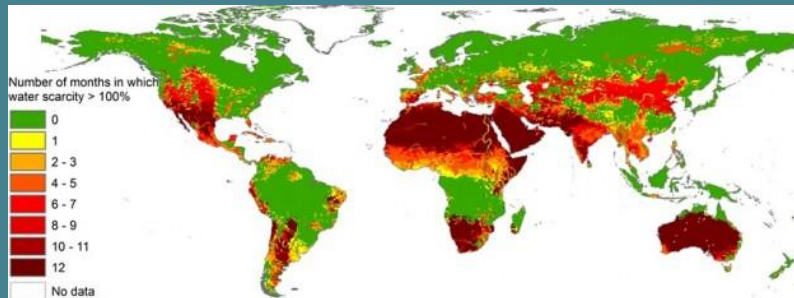 Number of months in which
water scarcity > 100%
0
1
2 - 3
4 - 5
6 - 7
8 - 9
10 - 11
12
No data